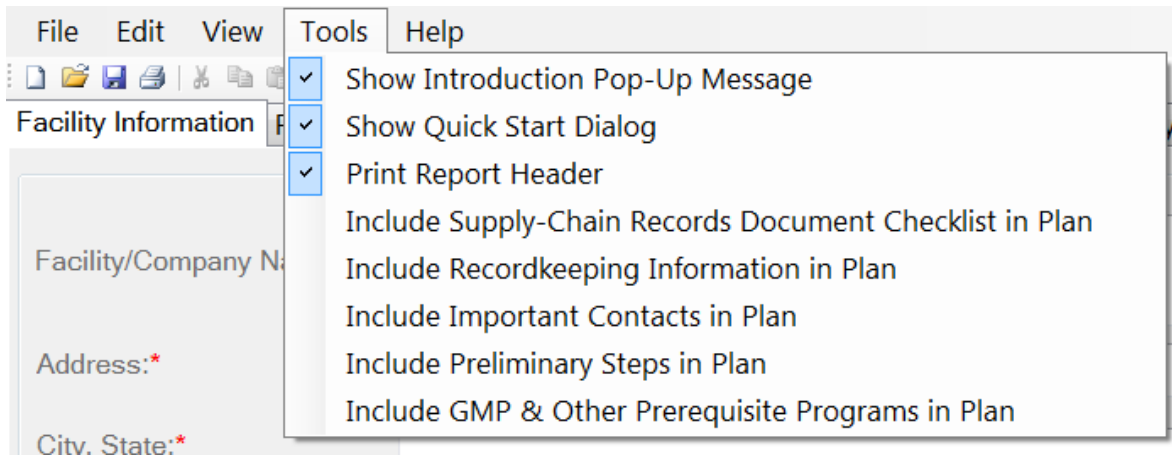 File Edit View Tools Help
Show Introduction Pop-Up Message
Show Quick Start Dialog
Print Report Header
Include Supply-Chain Records Document Checklist in Plan
Include Recordkeeping Information in Plan
Include Important Contacts in Plan
Include Preliminary Steps in Plan
Include GMP & Other Prerequisite Programs in Plan
Facility Information
Facility/Company
Address:*
City, State:*